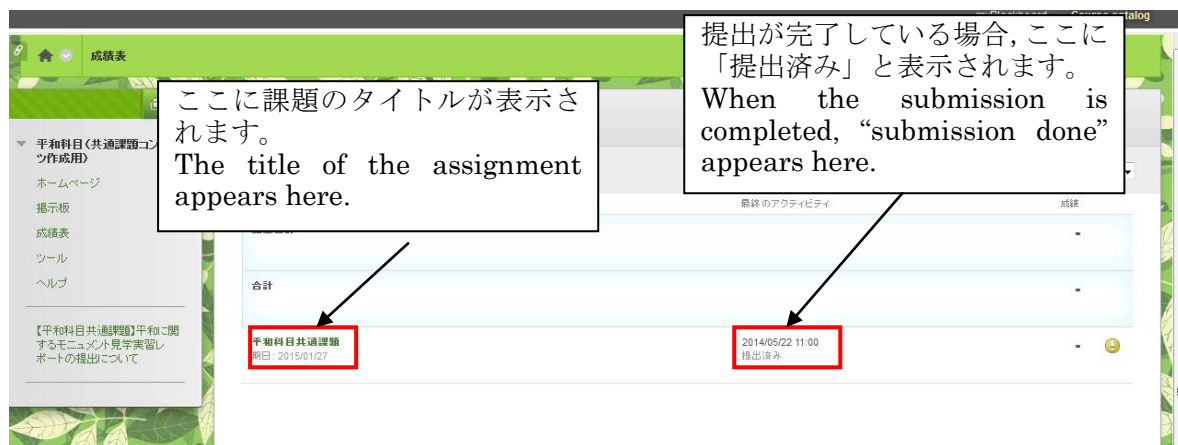 成績表
提出が完了している場合,ここに
「提出済み」と表示されます。
When the submission is
completed, “submission done”
appears here.
ここに課題のタイトルが表示さ
れます。
The title of the assignment
appears here.
平和科目(共通課題コン
ツ作成用)
ホームページ
掲示板
成績表
ツール
ヘルプ
【平和科目共通課題】平和に関
するモニュメント見学実習レ
ポートの提出について
最終のアクティビティ
成績
-
合計
-
平和科目共通課題
期日: 2015/01/27
2014/05/22 11:00
提出済み
-